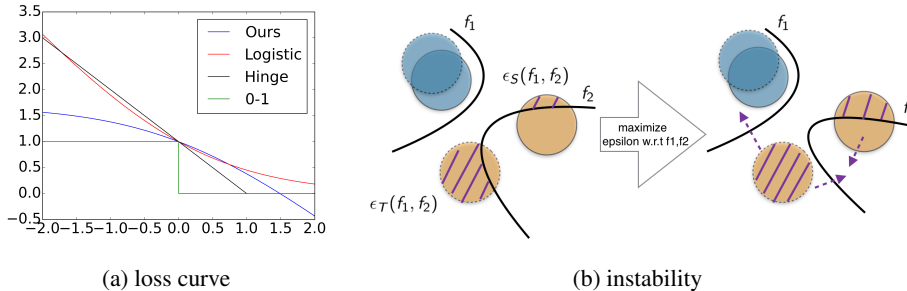 3.5
3.0
2.5
2.0
1.5
1.0
0.5
0.0
−0.5
−2.0 −1.5 −1.0 −0.5 0.0 0.5 1.0 1.5 2.0
Ours
Logistic
Hinge
0-1
(a) loss curve
f1
ϵS(f1, f2)
f2
ϵT(f1, f2)
maximize
epsilon w.r.t f1,f2
f1
(b) instability